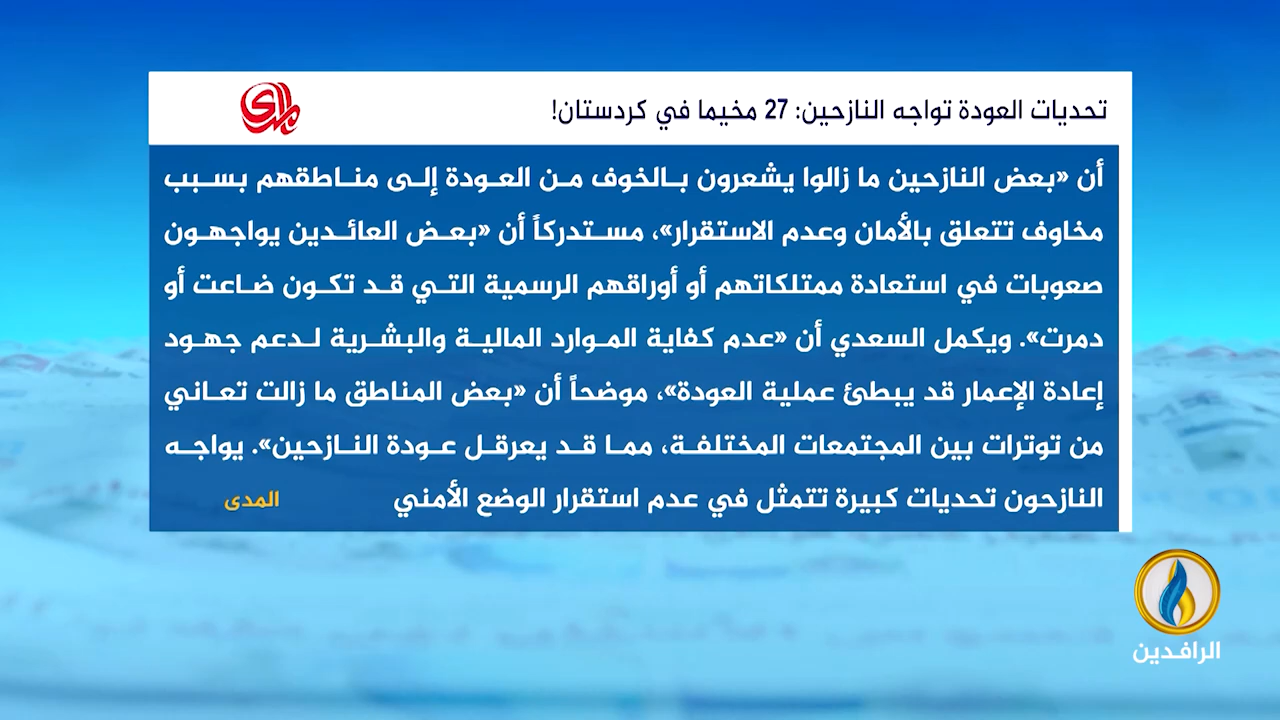 تحديات العودة تواجه النازحين: 27 مخيما في كردستان!
المدى
أن «بعض النازحين ما زالوا يشعرون بالخوف من العودة إلى مناطقهم بسبب
مخاوف تتعلق بالأمان وعدم الاستقرار»، مستدركاً أن «بعض العائدين يواجهون
صعوبات في استعادة ممتلكاتهم أو أوراقهم الرسمية التي قد تكون ضاعت أو
دمرت». ويكمل السعدي أن «عدم كفاية الموارد المالية والبشرية لدعم جهود
إعادة الإعمار قد يبطئ عملية العودة»، موضحاً أن «بعض المناطق ما زالت تعاني
من توترات بين المجتمعات المختلفة، مما قد يعرقل عودة النازحين». يواجه
النازحون تحديات كبيرة تتمثل في عدم استقرار الوضع الأمني
المدى
الرافدين